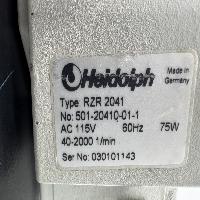 Heidolph
Made in
Germany
Type RZR 2041
No: 501-20410-01-1
AC 115V 60Hz 75W
40-2000 1/min
Ser No: 030101143